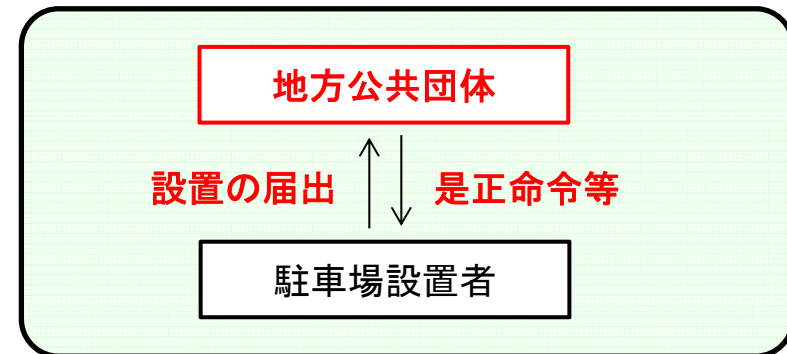 地方公共団体
設置の届出
是正命令等
駐車場設置者